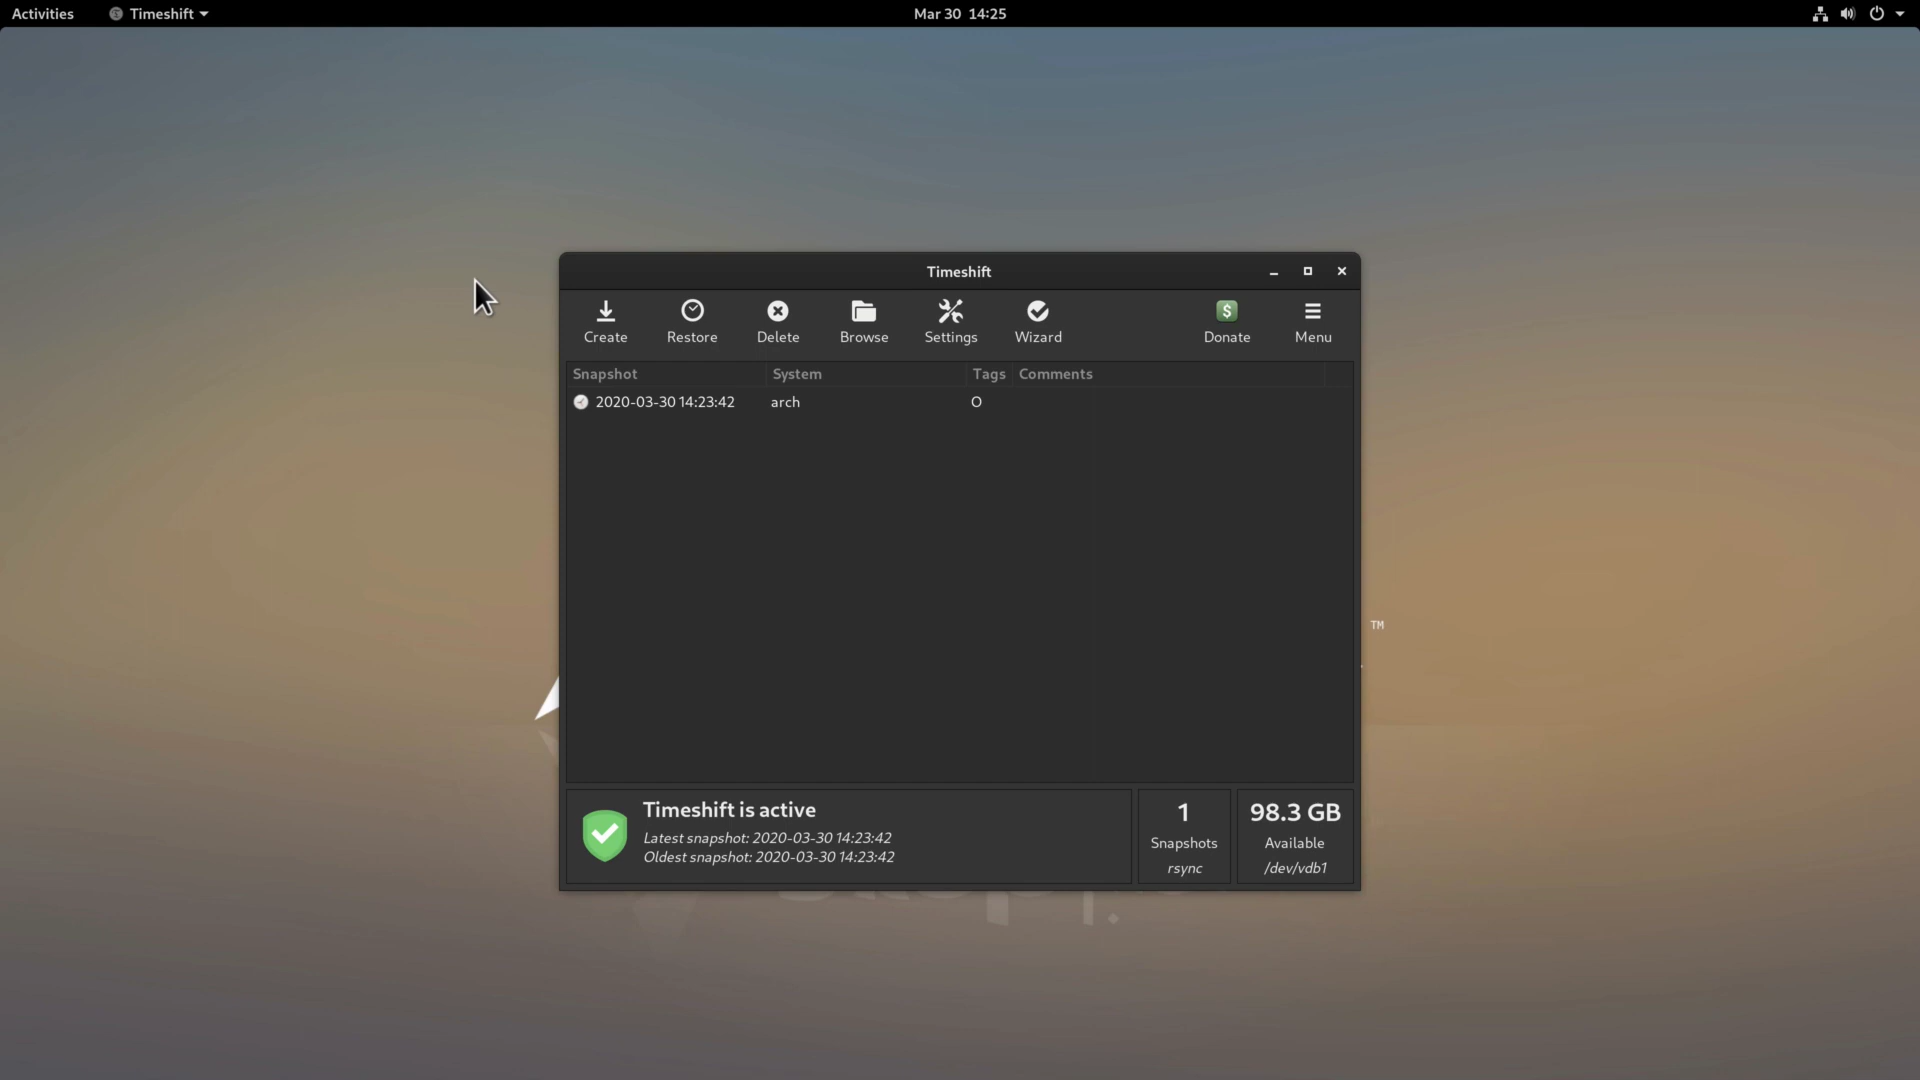 Activities Timeshift Mar 30 14:25
Timeshift
Create Restore Delete Browse Settings Wizard $ Donate Menu
Snapshot System Tags Comments
2020-03-30 14:23:42 arch O
TM
Timeshift is active
Latest snapshot: 2020-03-30 14:23:42
Oldest snapshot: 2020-03-30 14:23:42
1
Snapshots
rsync
98.3 GB
Available
/dev/vdb1